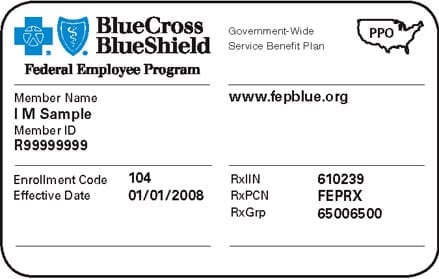 BlueCross
BlueShield
Federal Employee Program
Government-Wide
Service Benefit Plan
PPO
Member Name
I M Sample
Member ID
R99999999
www.fepblue.org
Enrollment Code 104
Effective Date 01/01/2008
RxIIN 610239
RxPCN FEPRX
RxGrp 65006500